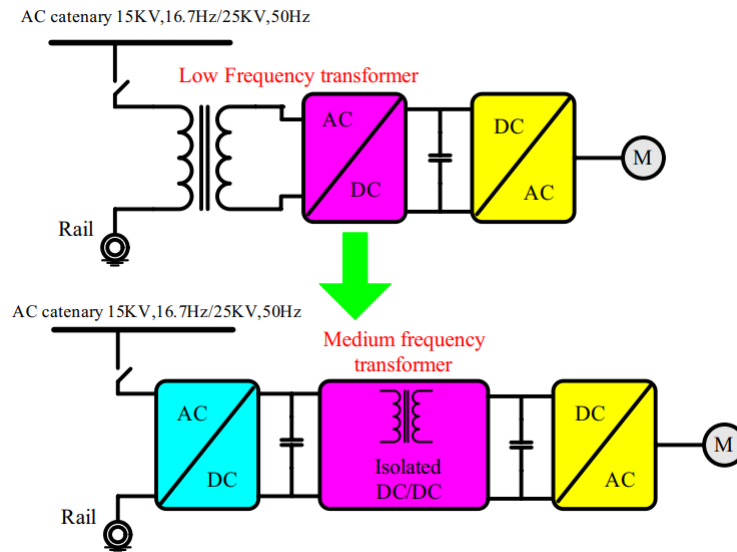 AC catenary 15KV,16.7Hz/25KV,50Hz
Low Frequency transformer
AC
DC
DC
AC
M
Rail
AC catenary 15KV,16.7Hz/25KV,50Hz
Medium frequency
transformer
AC
DC
Isolated
DC/DC
DC
AC
M
Rail